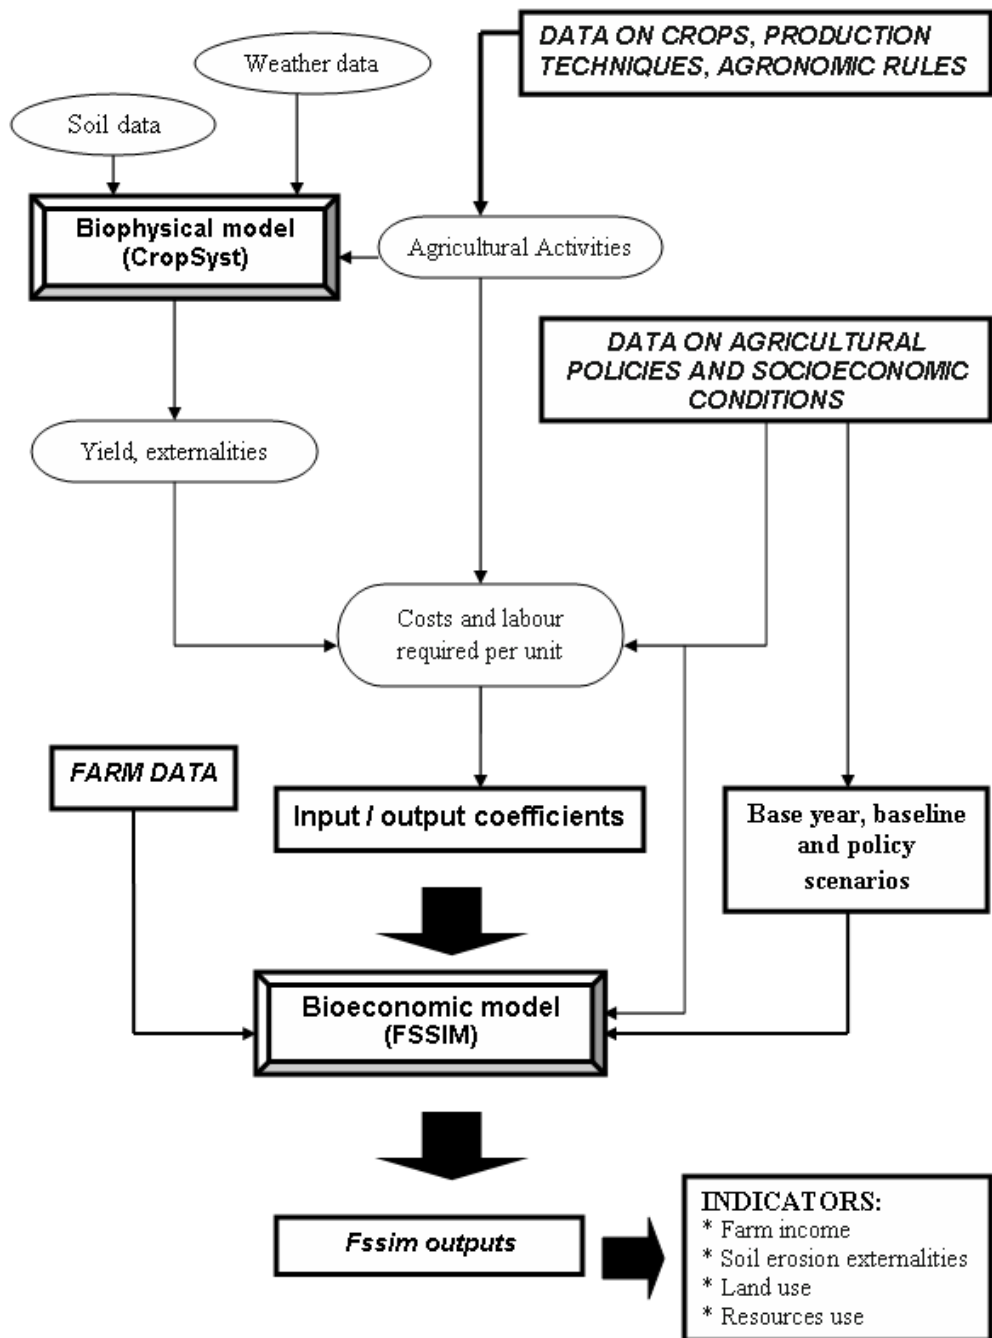 DATA ON CROPS, PRODUCTION
TECHNIQUES, AGRONOMIC RULES
Weather data
Soil data
Biophysical model
(CropSyst)
Agricultural Activities
DATA ON AGRICULTURAL
POLICIES AND SOCIOECONOMIC
CONDITIONS
Yield, externalities
Costs and labour
required per unit
FARM DATA
Input / output coefficients
Base year, baseline
and policy
scenarios
Bioeconomic model
(FSSIM)
Fssim outputs
INDICATORS:
* Farm income
* Soil erosion externalities
* Land use
* Resources use